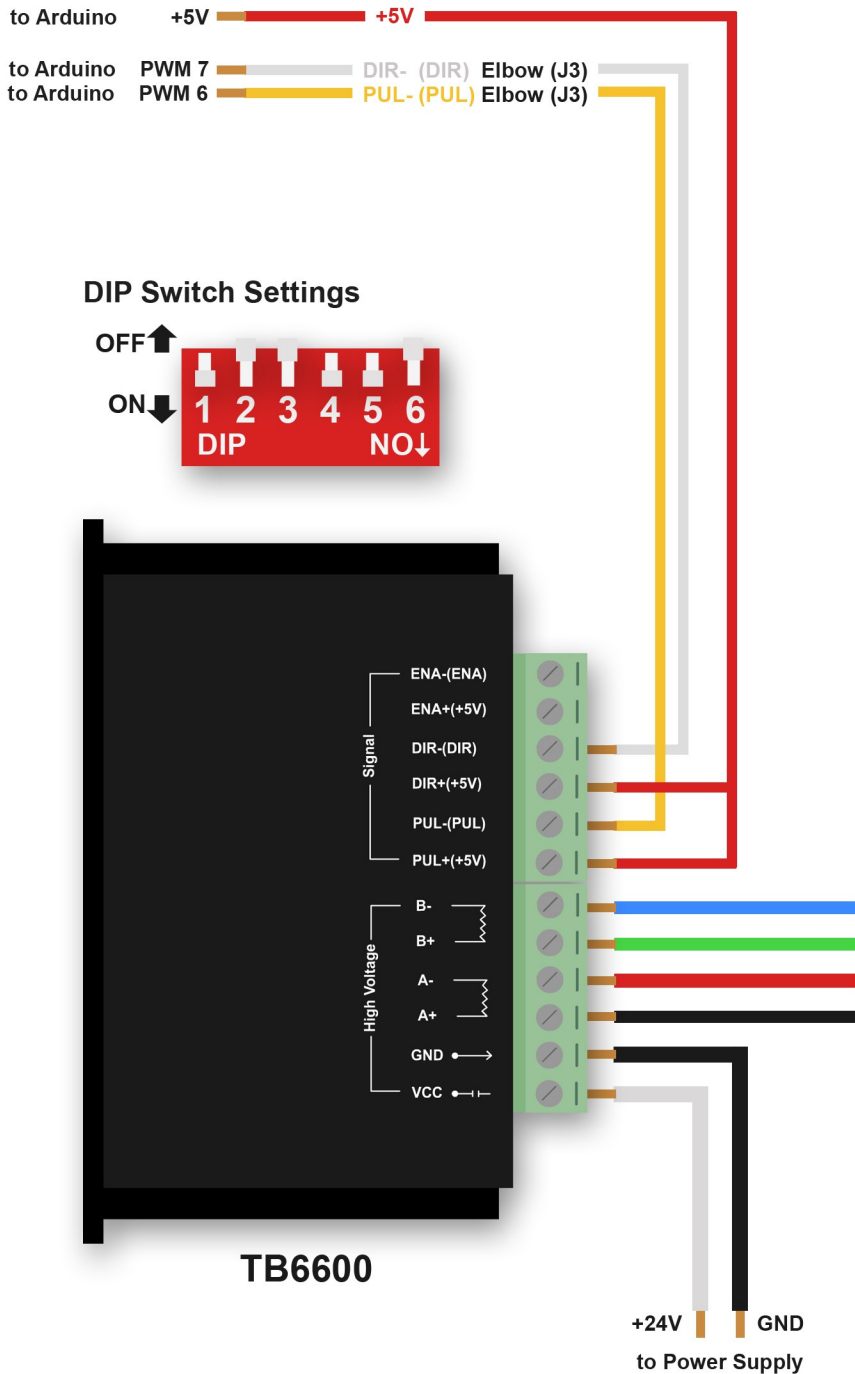 to Arduino +5V +5V
to Arduino PWM 7 DIR- (DIR) Elbow (J3)
to Arduino PWM 6 PUL- (PUL) Elbow (J3)
DIP Switch Settings
OFF
ON
1 2 3 4 5 6
DIP NO↓
Signal
ENA-(ENA)
ENA+(+5V)
DIR-(DIR)
DIR+(+5V)
PUL-(PUL)
PUL+(+5V)
High Voltage
B-
B+
A-
A+
GND
VCC
TB6600
+24V GND
to Power Supply